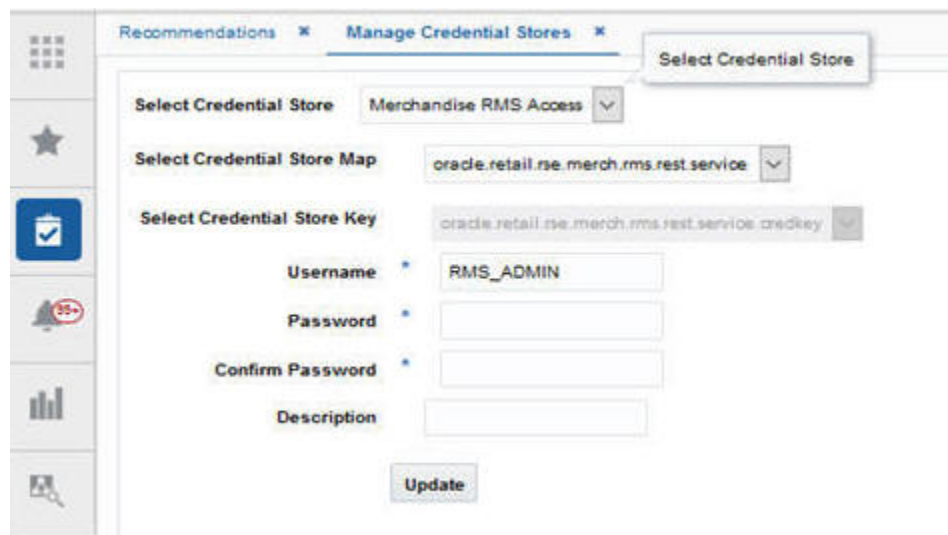 Recommendations Manage Credential Stores
Select Credential Store
Select Credential Store Merchandise RMS Access
Select Credential Store Map oracle.retail.rse.merch.rms.rest.service
Select Credential Store Key oracle.retail.rse.merch.rms.rest.service.credkey
Username * RMS_ADMIN
99+
Password *
Confirm Password *
Description
Update